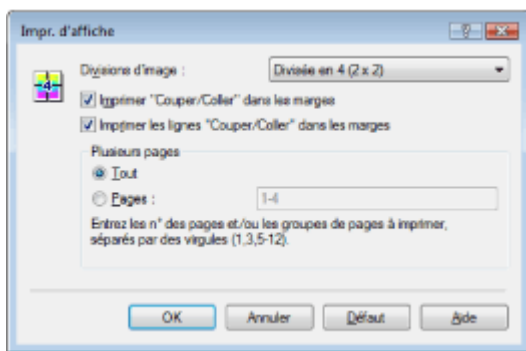 Impr. d'affiche
Divisions d'image : Divisée en 4 (2 x 2)
4
Imprimer "Couper/Coller" dans les marges
Imprimer les lignes "Couper/Coller" dans les marges
Plusieurs pages
Tout
Pages : 1-4
Entrez les n° des pages et/ou les groupes de pages à imprimer,
séparés par des virgules (1,3,5-12).
OK Annuler Défaut Aide